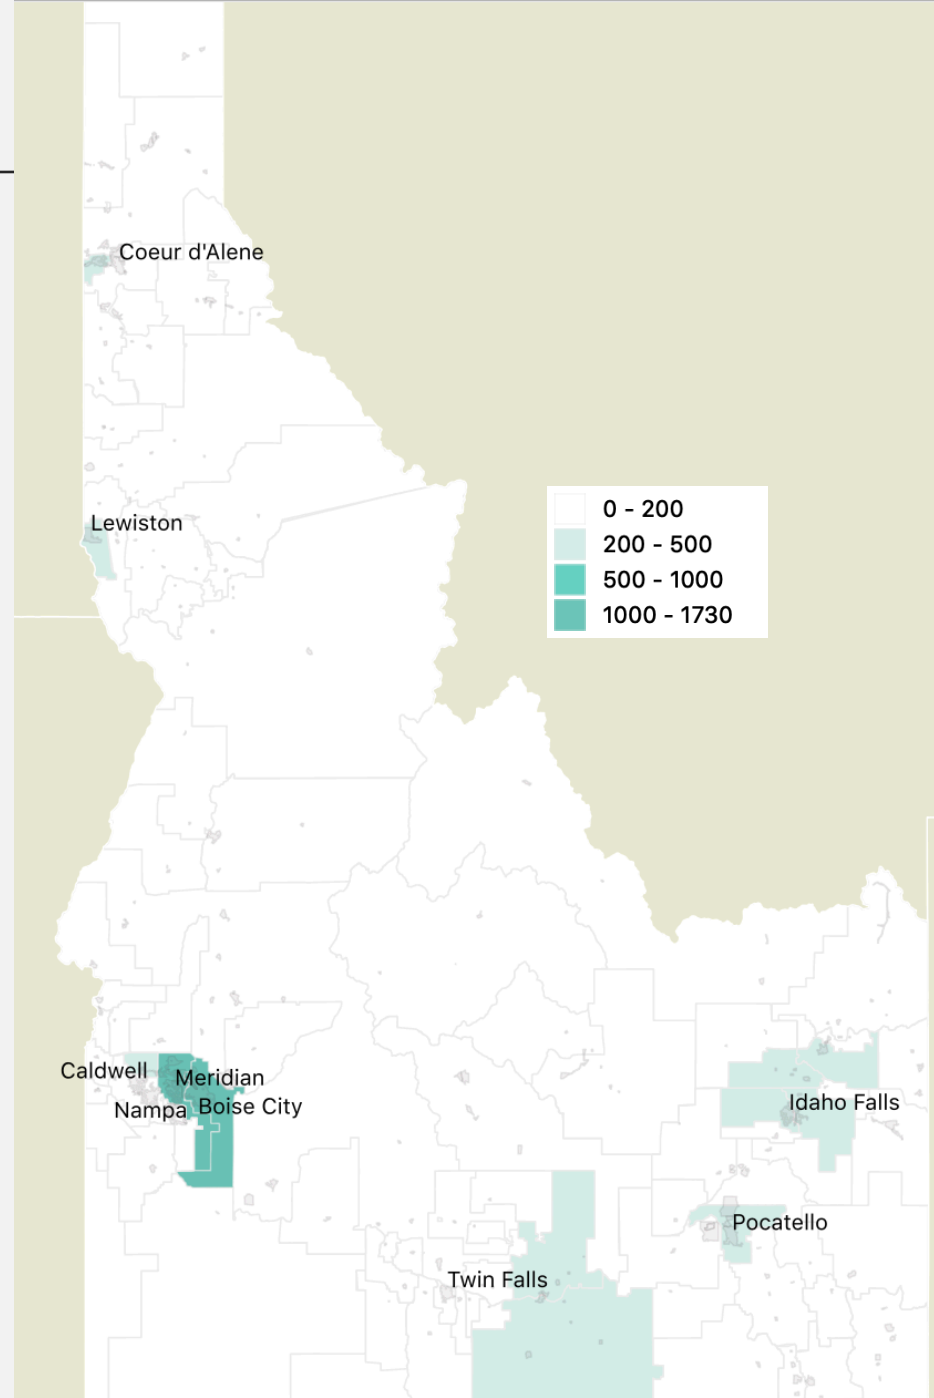 Coeur d'Alene
Lewiston
0 - 200
200 - 500
500 - 1000
1000 - 1730
Caldwell
Meridian
Nampa
Boise City
Idaho Falls
Pocatello
Twin Falls